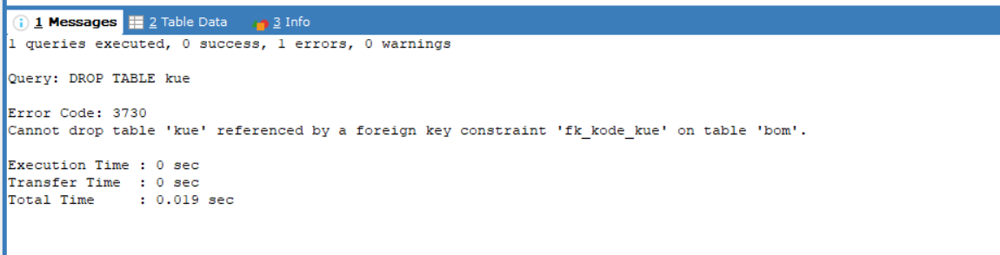 1 Messages 2 Table Data 3 Info
1 queries executed, 0 success, 1 errors, 0 warnings
Query: DROP TABLE kue
Error Code: 3730
Cannot drop table 'kue' referenced by a foreign key constraint 'fk_kode_kue' on table 'bom'.
Execution Time : 0 sec
Transfer Time  : 0 sec
Total Time     : 0.019 sec